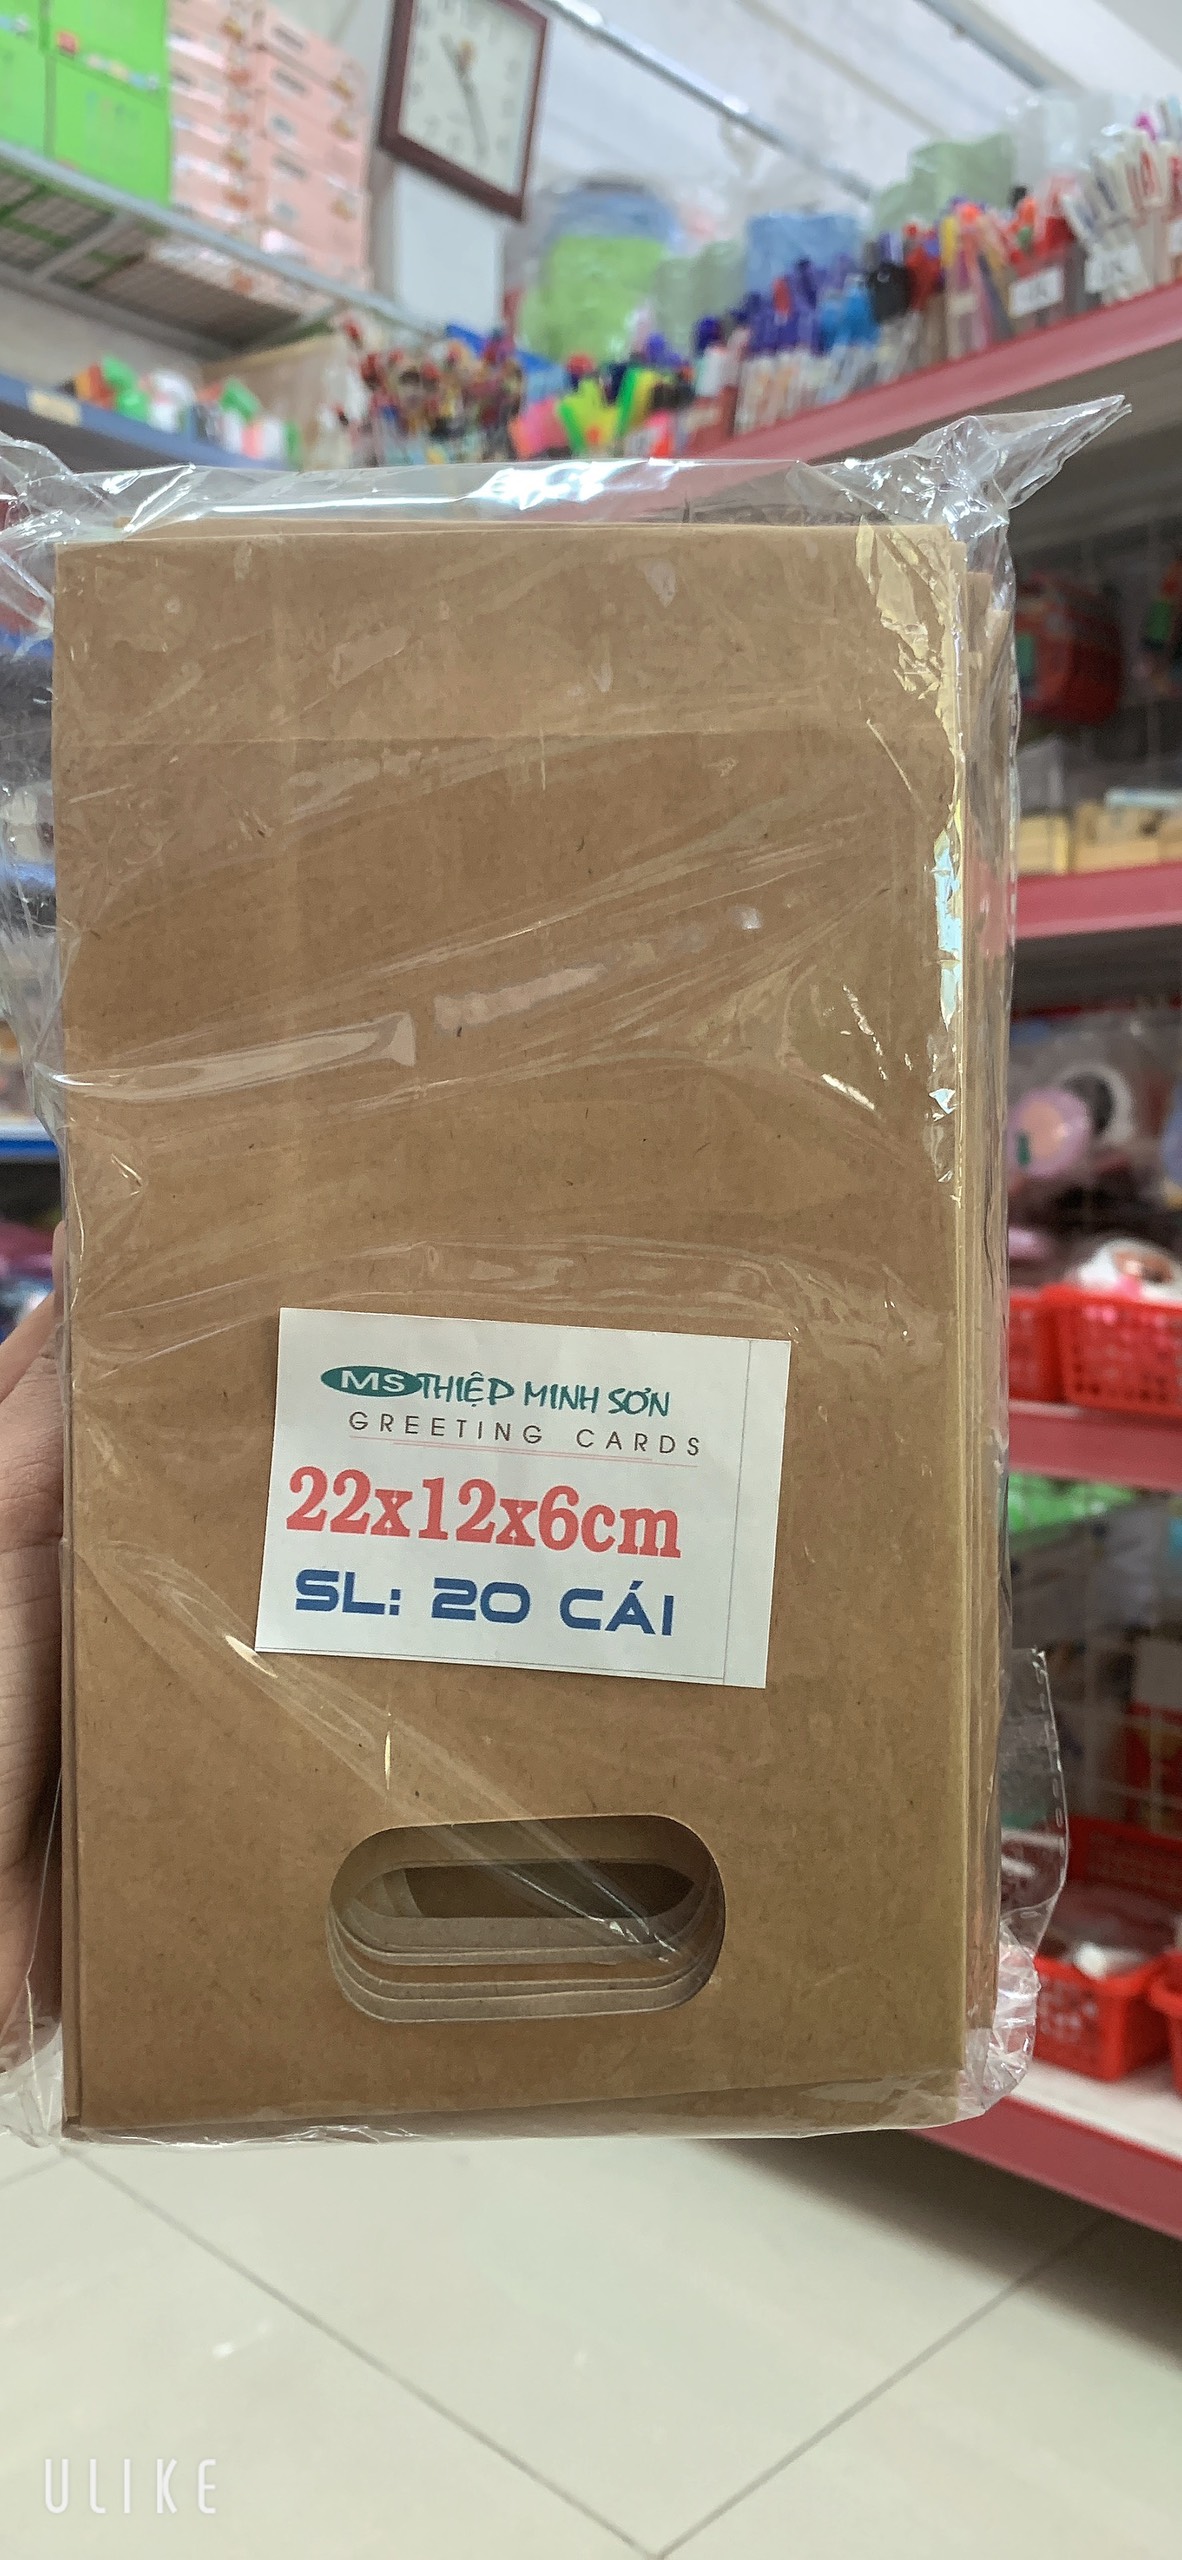 MS THIỆP MINH SƠN
GREETING CARDS
22x12x6cm
SL: 20 CÁI
ULIKE